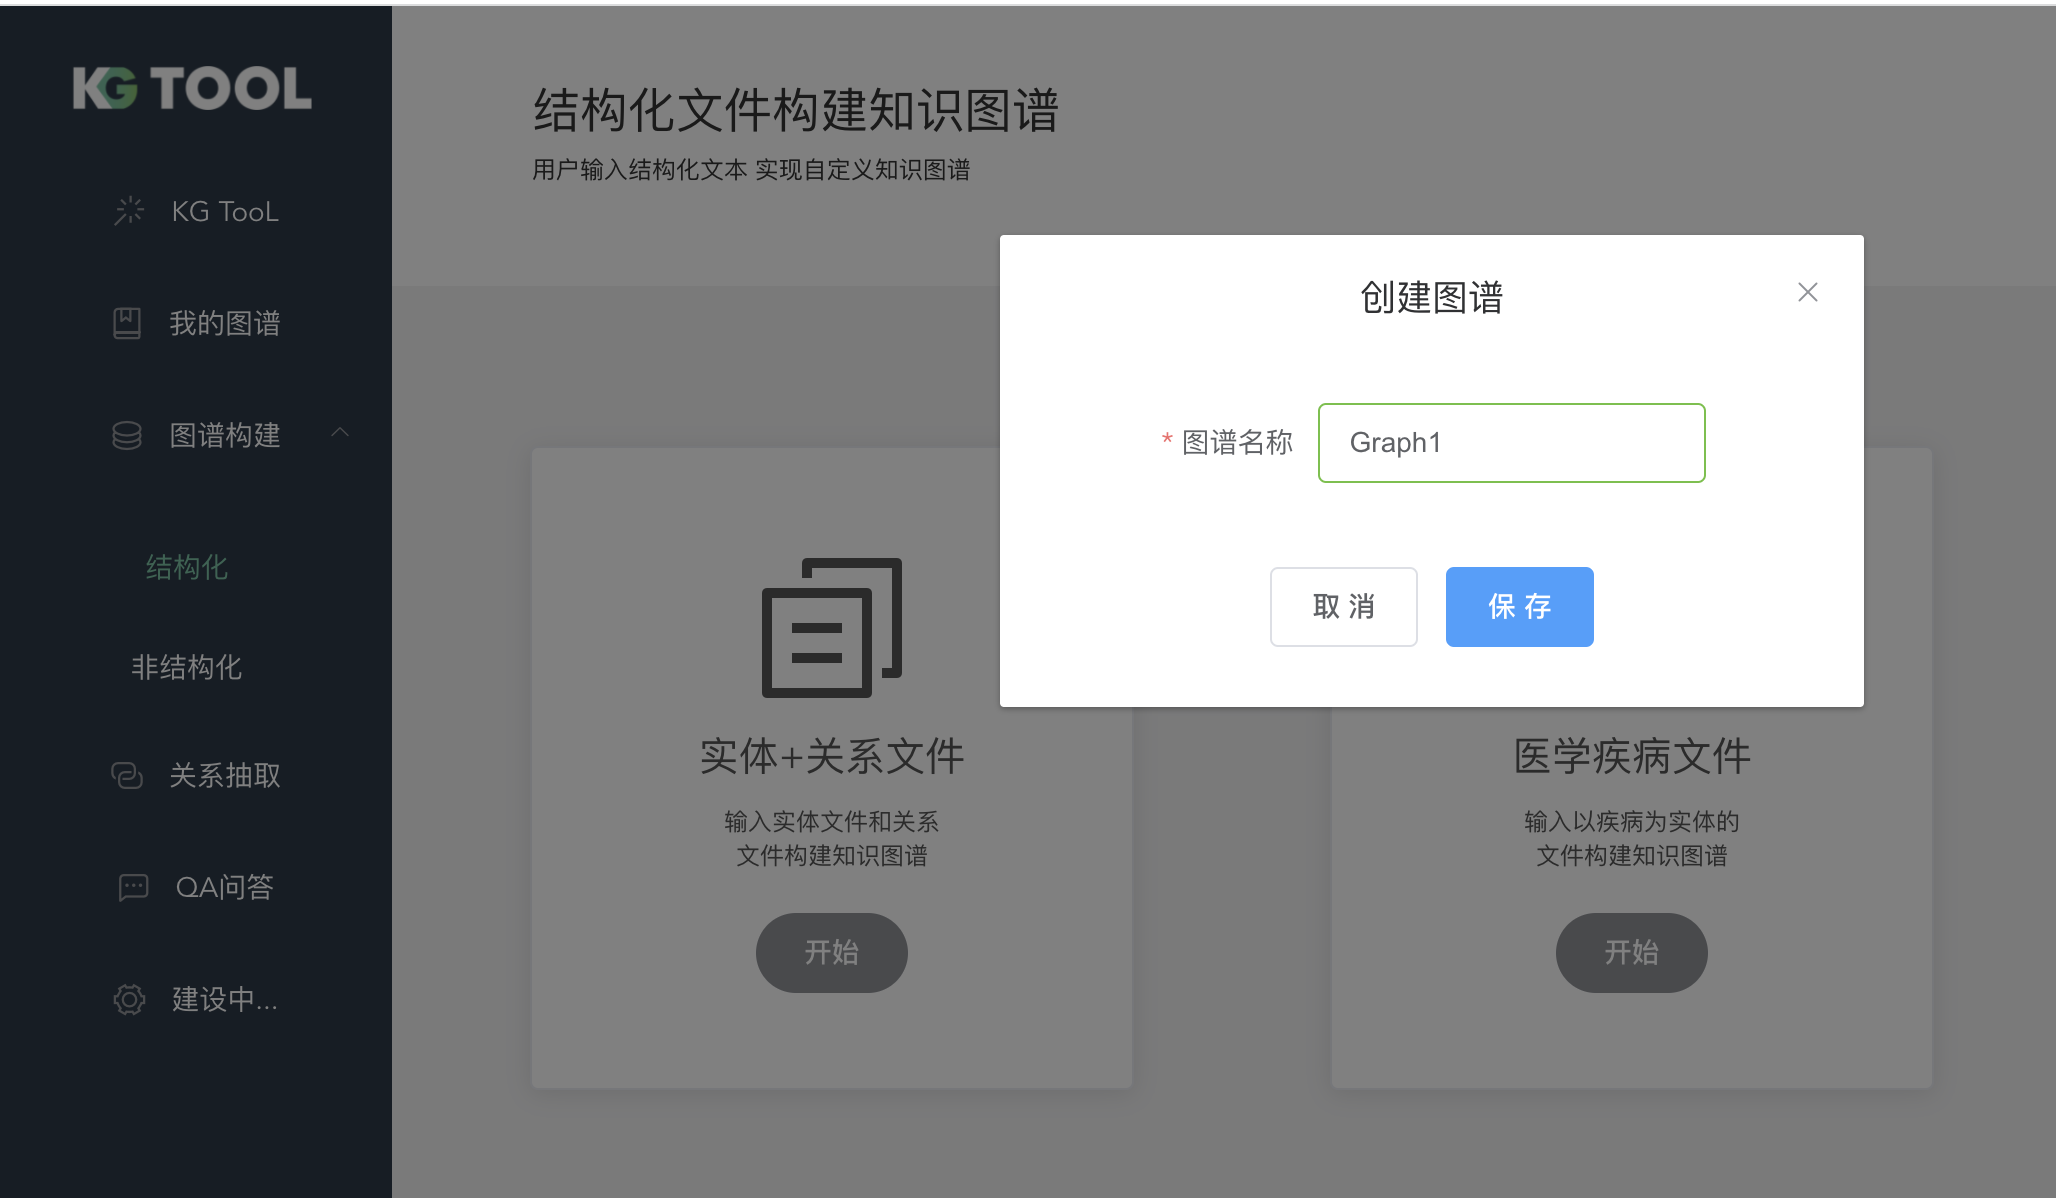 KG TOOL
KG TooL
我的图谱
图谱构建
结构化
非结构化
关系抽取
QA问答
建设中...
结构化文件构建知识图谱
用户输入结构化文本 实现自定义知识图谱
创建图谱
* 图谱名称
Graph1
取 消
保 存
实体+关系文件
输入实体文件和关系
文件构建知识图谱
开始
医学疾病文件
输入以疾病为实体的
文件构建知识图谱
开始